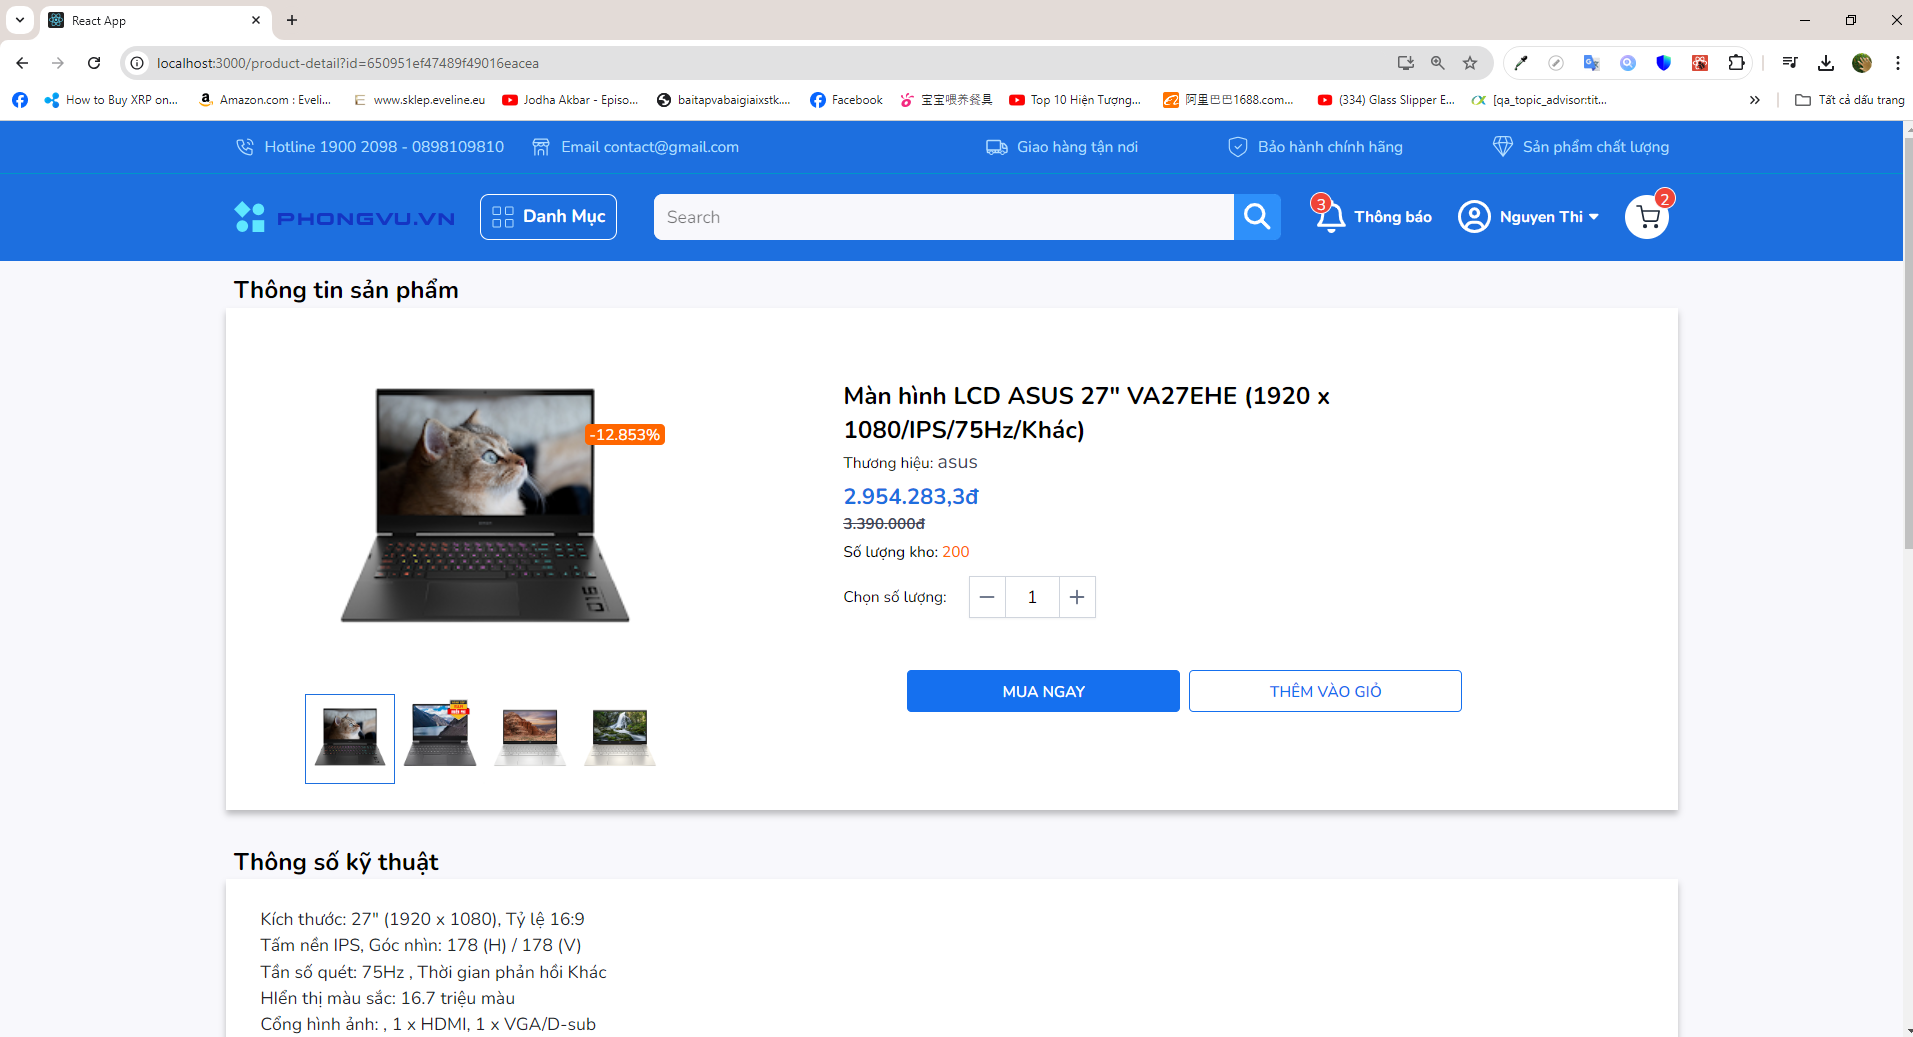 React App
localhost:3000/product-detail?id=650951ef47489f49016eacea
How to Buy XRP on...
Amazon.com : Eveli...
www.sklep.eveline.eu
Jodha Akbar - Episo...
baitapvabaigiaixstk....
Facebook
宝宝喂养餐具
Top 10 Hiện Tượng...
阿里巴巴1688.com...
(334) Glass Slipper E...
[qa_topic_advisor:tit...
Tất cả dấu trang
Hotline 1900 2098 - 0898109810
Email contact@gmail.com
Giao hàng tận nơi
Bảo hành chính hãng
Sản phẩm chất lượng
PHONGVU.VN
Danh Mục
Search
3
Thông báo
Nguyen Thi
2
Thông tin sản phẩm
-12.853%
Màn hình LCD ASUS 27" VA27EHE (1920 x
1080/IPS/75Hz/Khác)
Thương hiệu: asus
2.954.283,3đ
3.390.000đ
Số lượng kho: 200
Chọn số lượng:
1
MUA NGAY
THÊM VÀO GIỎ
Thông số kỹ thuật
Kích thước: 27" (1920 x 1080), Tỷ lệ 16:9
Tấm nền IPS, Góc nhìn: 178 (H) / 178 (V)
Tần số quét: 75Hz , Thời gian phản hồi Khác
HIển thị màu sắc: 16.7 triệu màu
Cổng hình ảnh: , 1 x HDMI, 1 x VGA/D-sub